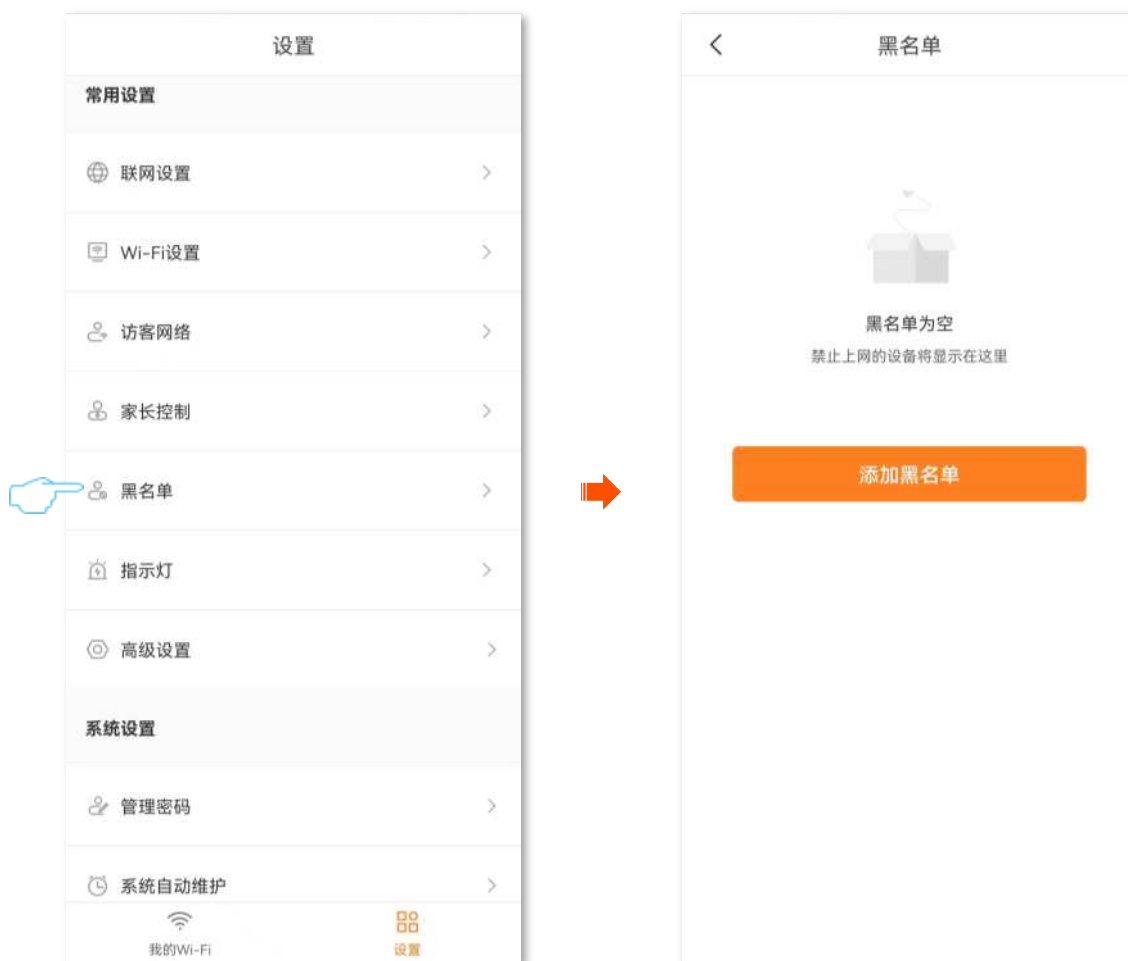 设置
常用设置
联网设置
Wi-Fi设置
访客网络
家长控制
黑名单
指示灯
高级设置
系统设置
管理密码
系统自动维护
我的Wi-Fi
设置
黑名单
黑名单为空
禁止上网的设备将显示在这里
添加黑名单